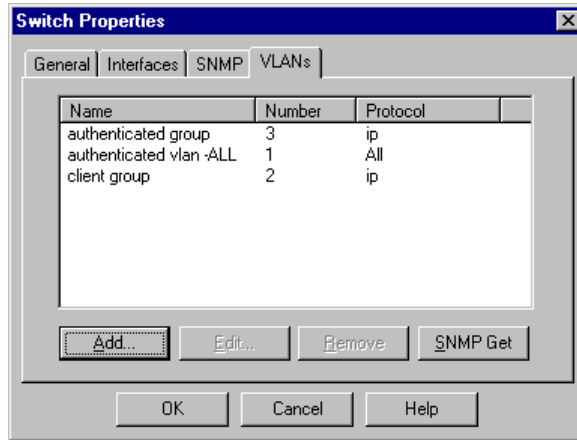 Switch Properties
General Interfaces SNMP VLANs
Name Number Protocol
authenticated group 3 ip
authenticated vlan -ALL 1 All
client group 2 ip
Add... Edit... Remove SNMP Get
OK Cancel Help